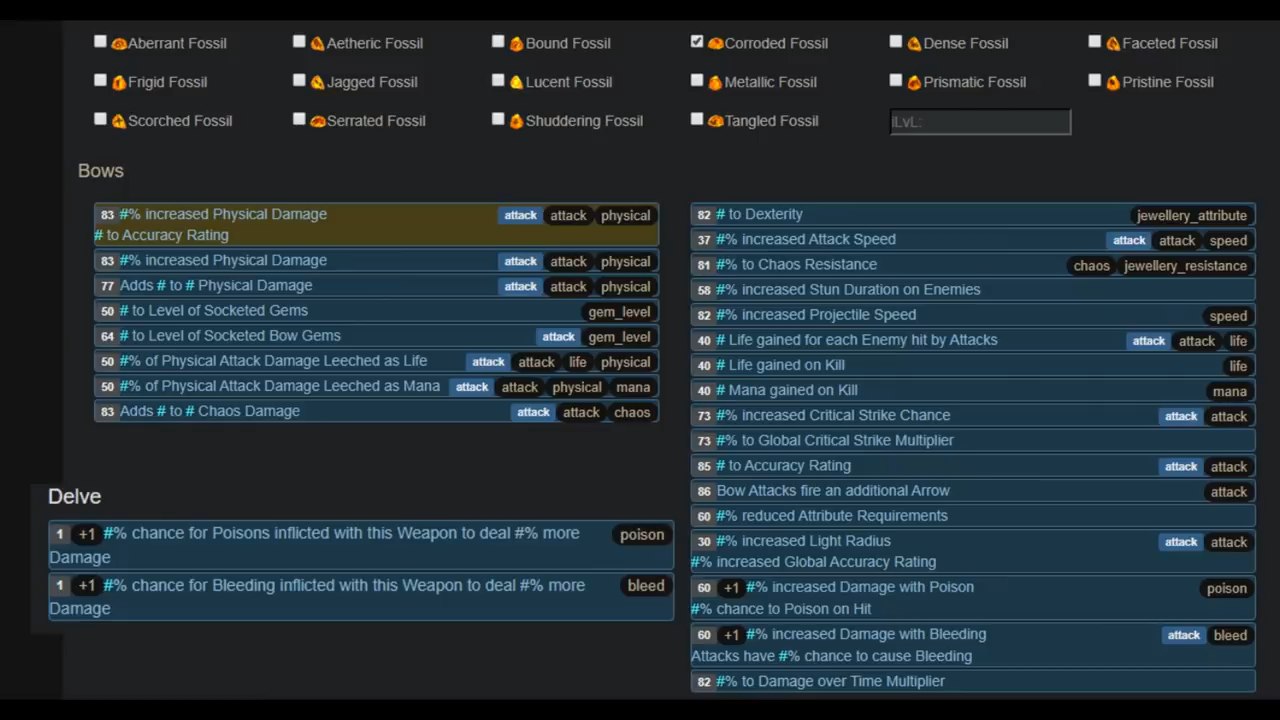 Aberrant Fossil Aetheric Fossil Bound Fossil Corroded Fossil Dense Fossil Faceted Fossil
Frigid Fossil Jagged Fossil Lucent Fossil Metallic Fossil Prismatic Fossil Pristine Fossil
Scorched Fossil Serrated Fossil Shuddering Fossil Tangled Fossil iLvL:
Bows
83 #% increased Physical Damage attack attack physical
# to Accuracy Rating
83 #% increased Physical Damage attack attack physical
77 Adds # to # Physical Damage attack attack physical
50 # to Level of Socketed Gems gem_level
64 # to Level of Socketed Bow Gems attack gem_level
50 #% of Physical Attack Damage Leeched as Life attack attack life physical
50 #% of Physical Attack Damage Leeched as Mana attack attack physical mana
83 Adds # to # Chaos Damage attack attack chaos
Delve
1 +1 #% chance for Poisons inflicted with this Weapon to deal #% more poison
Damage
1 +1 #% chance for Bleeding inflicted with this Weapon to deal #% more bleed
Damage
82 # to Dexterity jewellery_attribute
37 #% increased Attack Speed attack attack speed
81 #% to Chaos Resistance chaos jewellery_resistance
58 #% increased Stun Duration on Enemies
82 #% increased Projectile Speed speed
40 # Life gained for each Enemy hit by Attacks attack attack life
40 # Life gained on Kill life
40 # Mana gained on Kill mana
73 #% increased Critical Strike Chance attack attack
73 #% to Global Critical Strike Multiplier
85 # to Accuracy Rating attack attack
86 Bow Attacks fire an additional Arrow attack
60 #% reduced Attribute Requirements
30 #% increased Light Radius attack attack
#% increased Global Accuracy Rating
60 +1 #% increased Damage with Poison poison
#% chance to Poison on Hit
60 +1 #% increased Damage with Bleeding attack bleed
Attacks have #% chance to cause Bleeding
82 #% to Damage over Time Multiplier